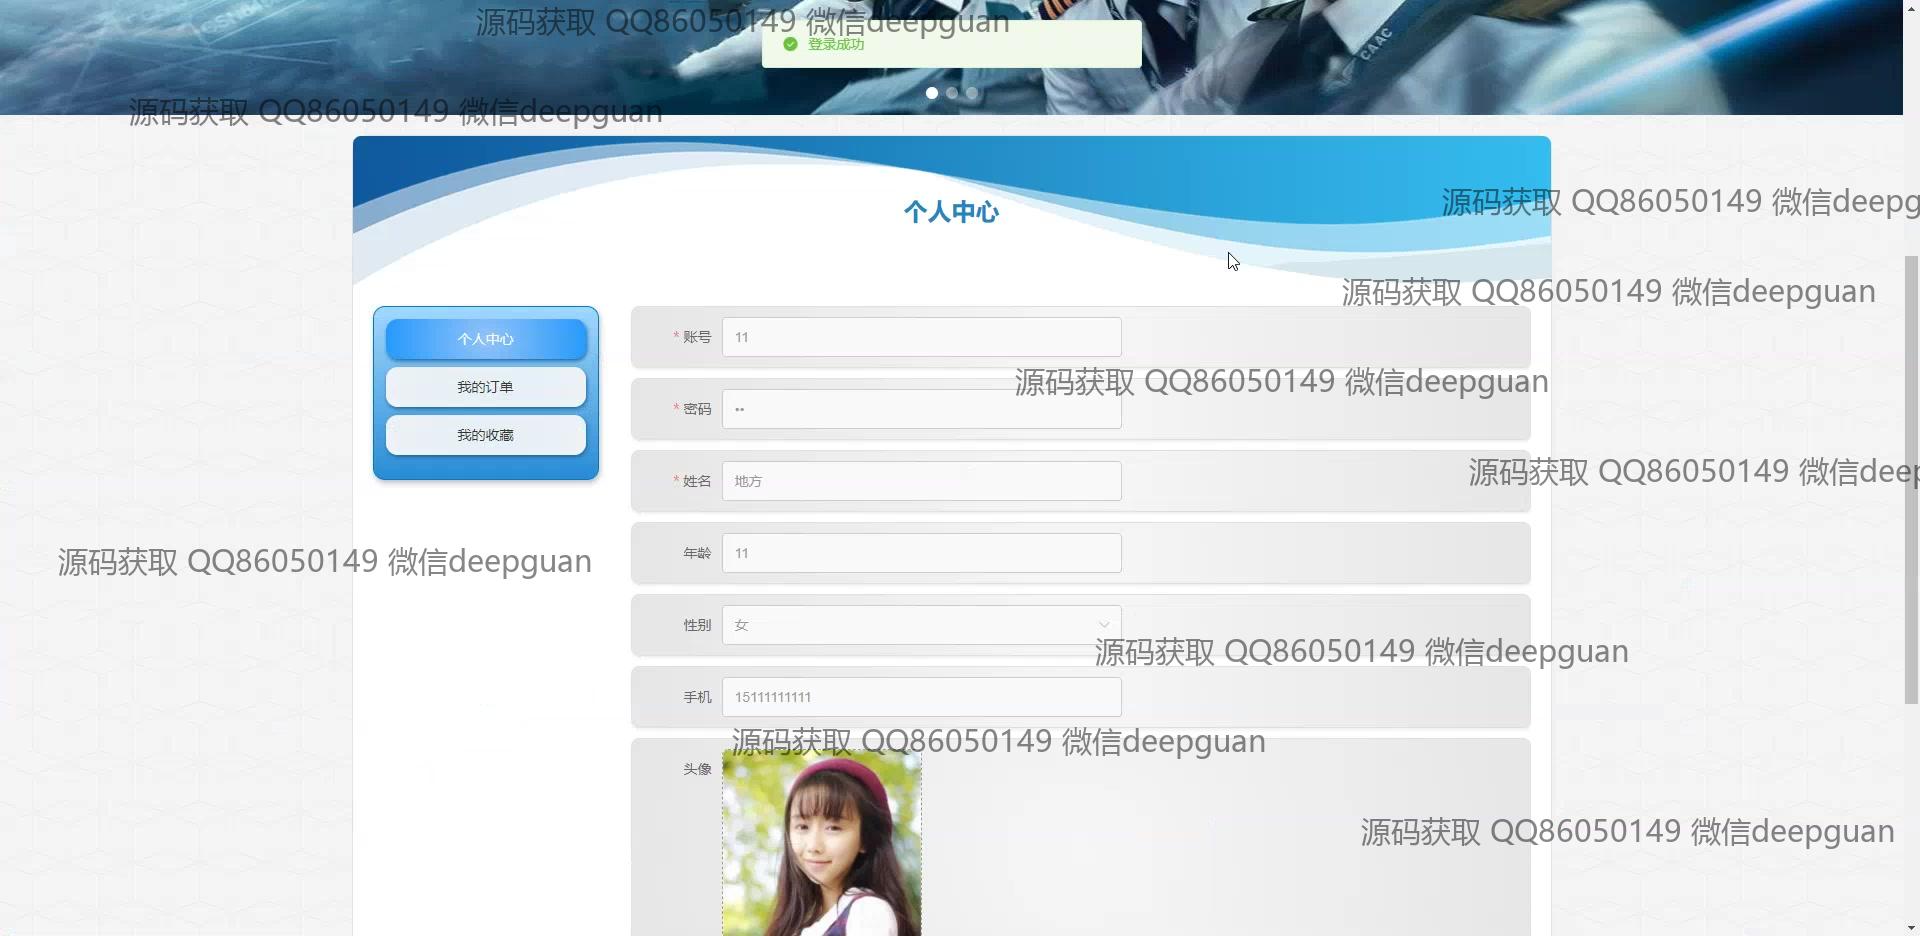 源码获取 QQ86050149 微信deepguan
登录成功
CAAC
源码获取 QQ86050149 微信deepguan
源码获取 QQ86050149 微信deepg
个人中心
源码获取 QQ86050149 微信deepguan
个人中心
我的订单
我的收藏
* 账号 11
源码获取 QQ86050149 微信deepguan
* 密码 ••
* 姓名 地方
源码获取 QQ86050149 微信deep
年龄 11
源码获取 QQ86050149 微信deepguan
性别 女
源码获取 QQ86050149 微信deepguan
手机 15111111111
源码获取 QQ86050149 微信deepguan
头像
源码获取 QQ86050149 微信deepguan